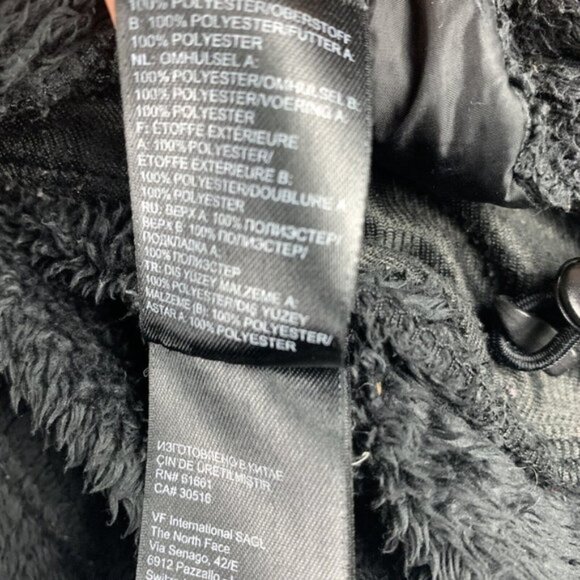 100% POLYESTER/OBERSTOFF
B: 100% POLYESTER/FUTTER A:
100% POLYESTER
NL: OMHULSEL A:
100% POLYESTER/OMHULSEL B:
100% POLYESTER/VOERING A:
100% POLYESTER
F: ÉTOFFE EXTÉRIEURE
A: 100% POLYESTER/
ÉTOFFE EXTÉRIEURE B:
100% POLYESTER/DOUBLURE A:
100% POLYESTER
RU: ВЕРХ A: 100% ПОЛИЭСТЕР/
ВЕРХ B: 100% ПОЛИЭСТЕР/
ПОДКЛАДКА A:
100% ПОЛИЭСТЕР
TR: DIŞ YÜZEY MALZEME A:
100% POLYESTER/DIŞ YÜZEY
MALZEME (B): 100% POLYESTER/
ASTAR A: 100% POLYESTER
ИЗГОТОВЛЕНО В КИТАЕ
ÇİN DE ÜRETİLMİŞTİR
RN# 61661
CA# 30516
VF International SAGL
The North Face
Via Senago, 42/E
6912 Pazzallo